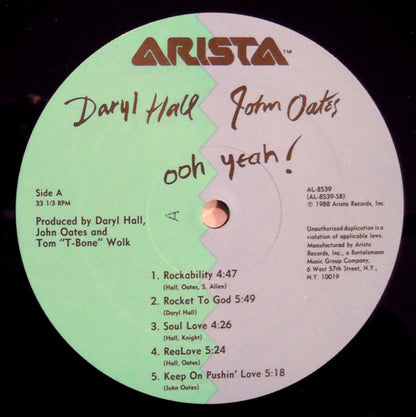 ARISTA™
Daryl Hall John Oates
ooh yeah!
Side A
33 1/3 RPM
Produced by Daryl Hall,
John Oates and
Tom "T-Bone" Wolk
A
AL-8539
(AL-8539-SB)
℗ 1988 Arista Records, Inc.
Unauthorized duplication is a
violation of applicable laws.
Manufactured by Arista
Records, Inc., a Bertelsmann
Music Group Company,
6 West 57th Street, N.Y.,
N.Y. 10019
1. Rockability 4:47
(Hall, Oates, S. Allen)
2. Rocket To God 5:49
(Daryl Hall)
3. Soul Love 4:26
(Hall, Knight)
4. ReaLove 5:24
(Hall, Oates)
5. Keep On Pushin' Love 5:18
(John Oates)